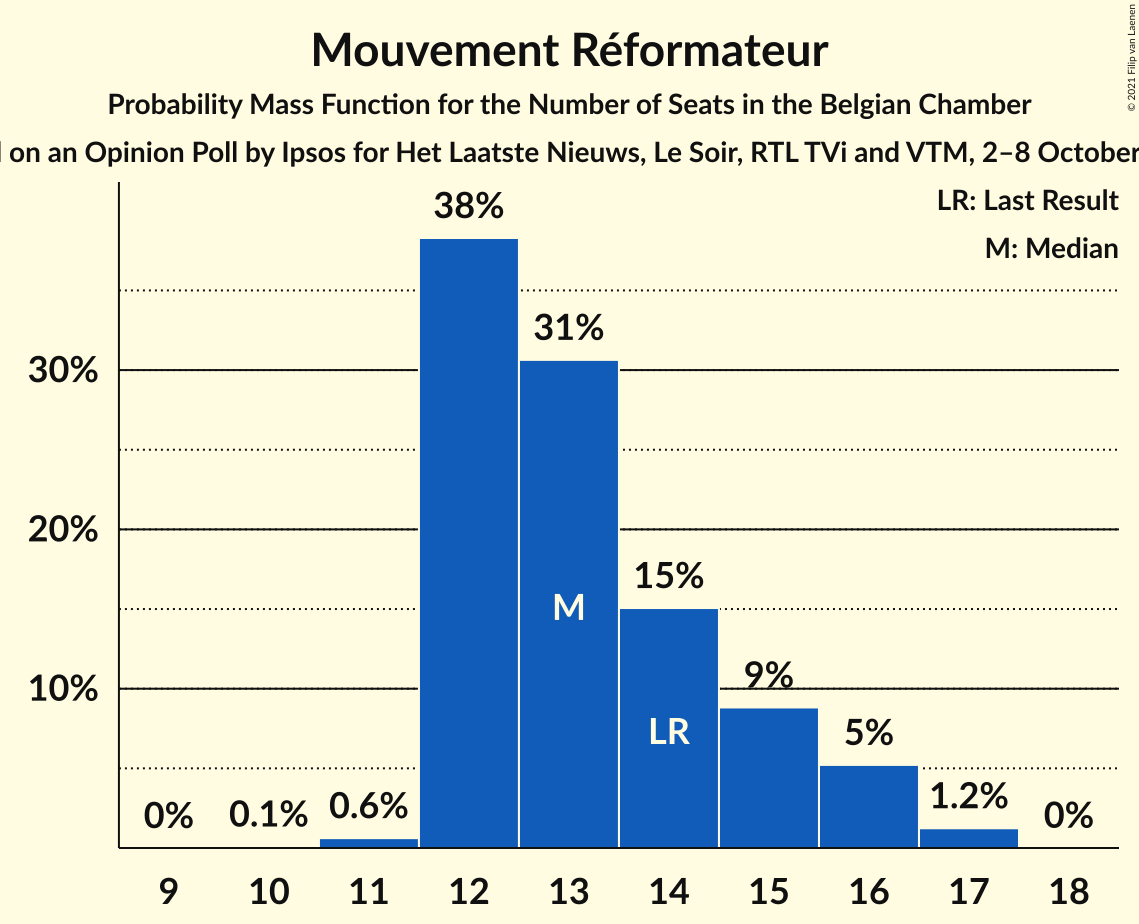 Mouvement Réformateur
Probability Mass Function for the Number of Seats in the Belgian Chamber
on an Opinion Poll by Ipsos for Het Laatste Nieuws, Le Soir, RTL TVi and VTM, 2–8 October
LR: Last Result
M: Median
38%
31%
30%
20%
15%
M
10%
9%
LR
5%
0%
0.1%
0.6%
1.2%
0%
9 10 11 12 13 14 15 16 17 18
© 2021 Filip van Laenen